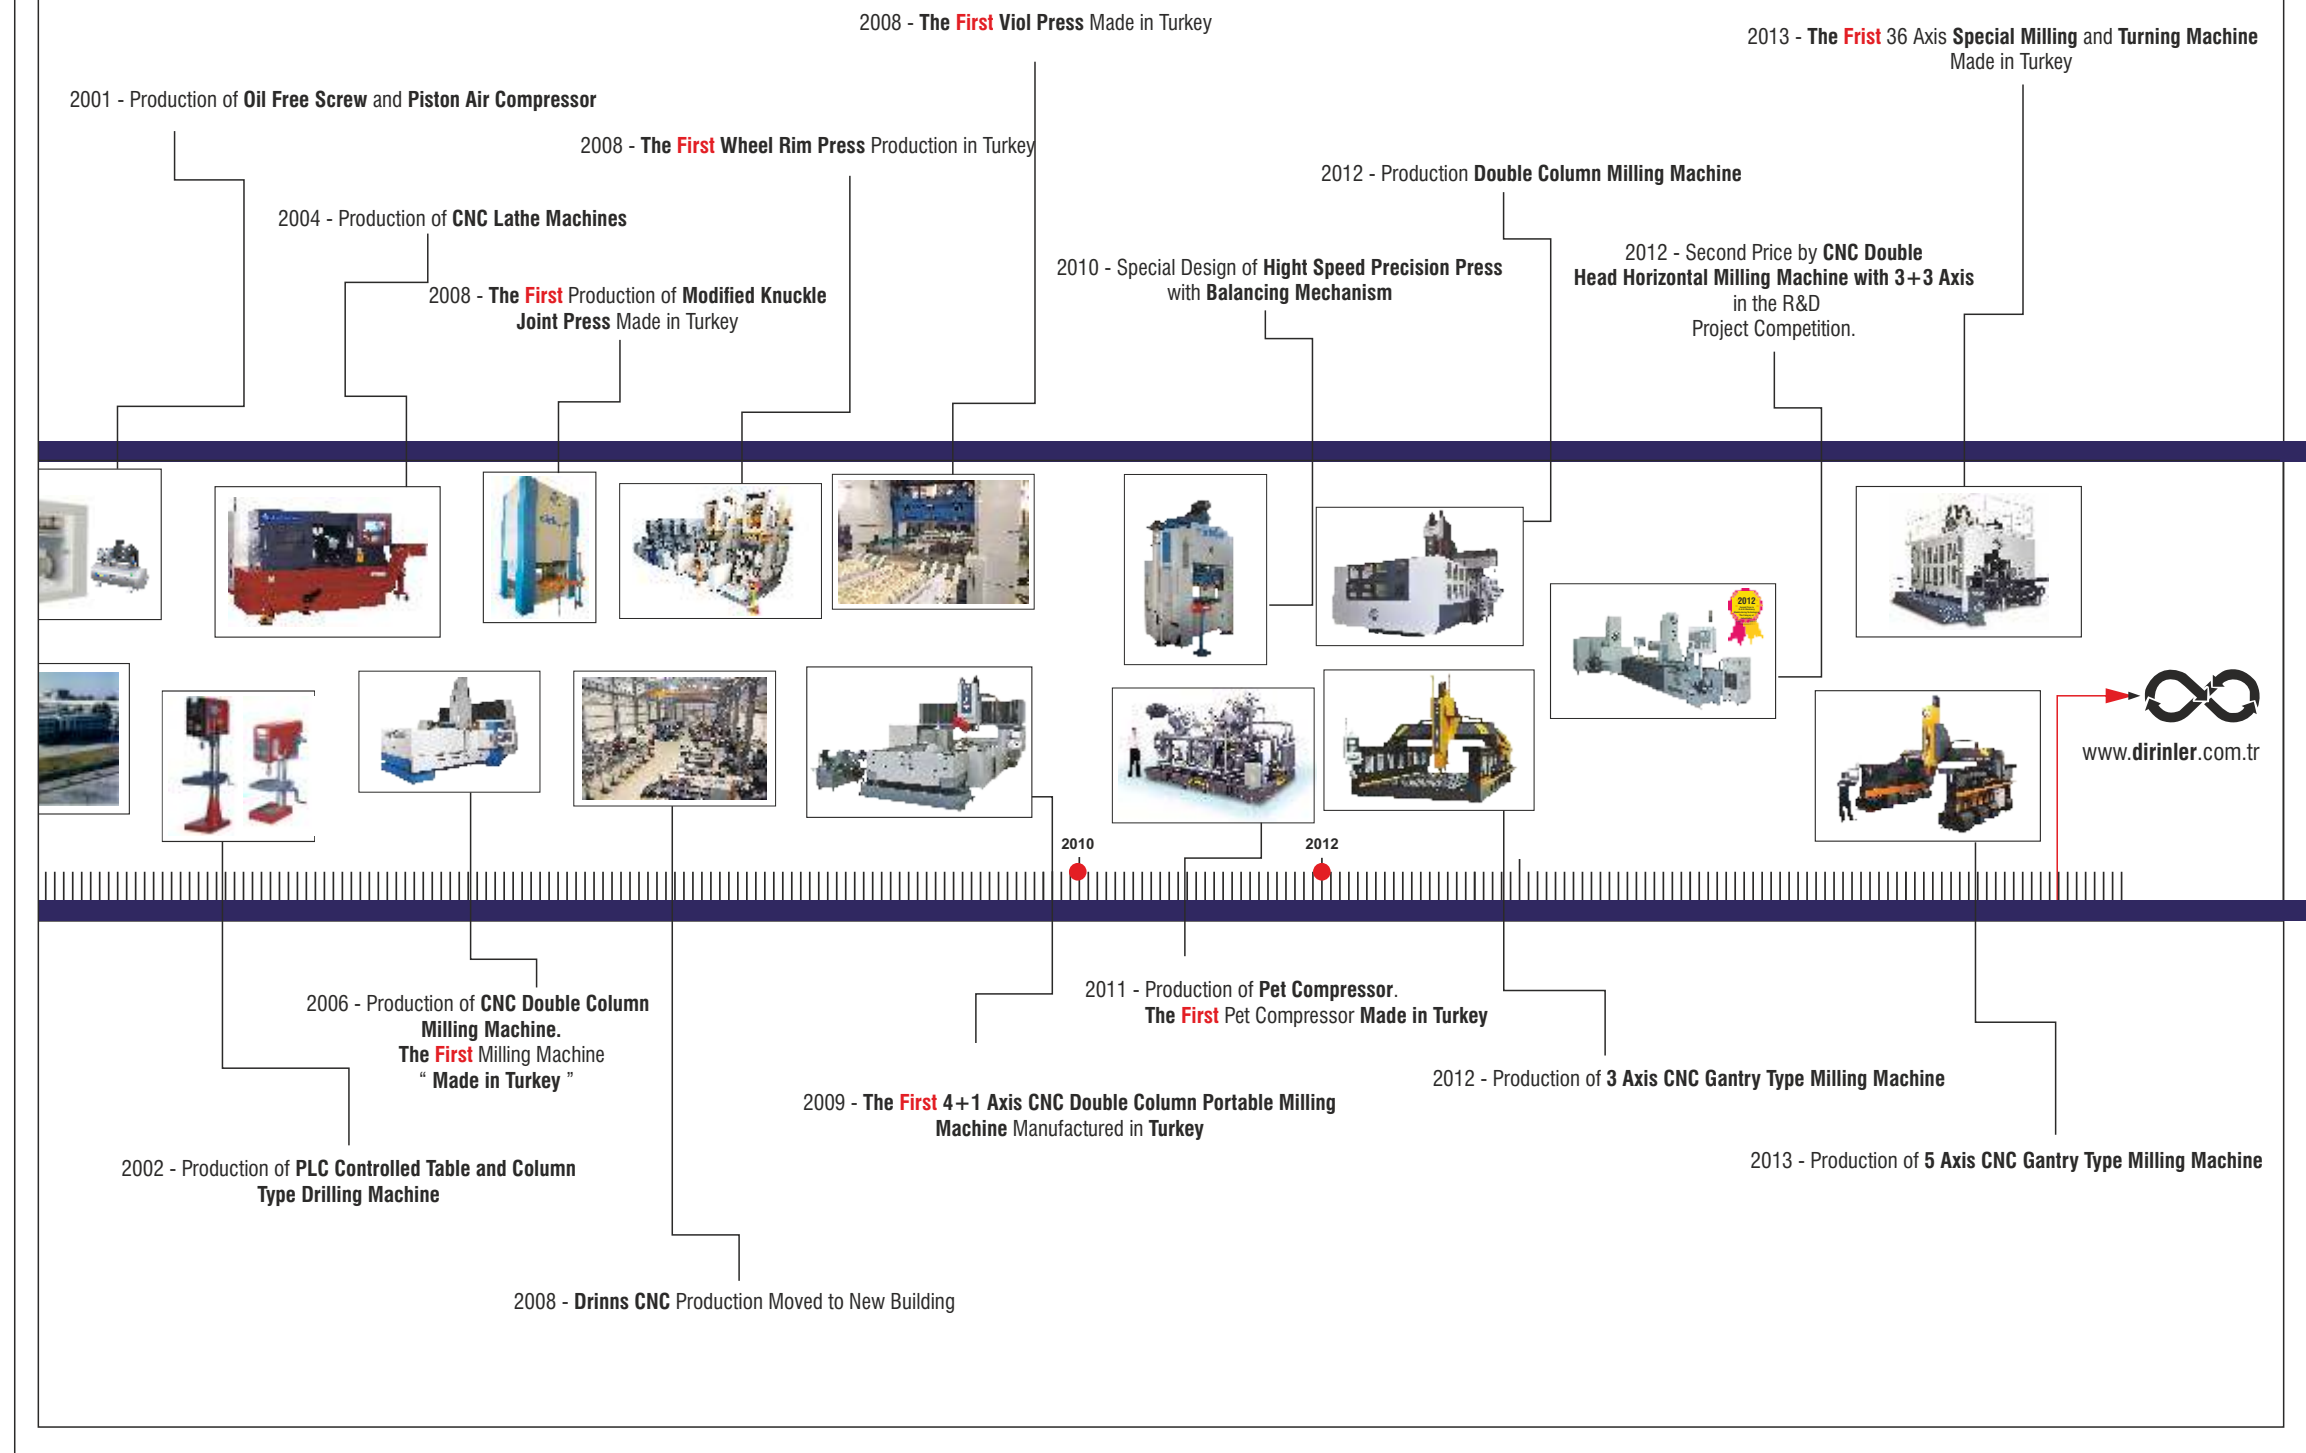 2008 - The First Viol Press Made in Turkey
2013 - The Frist 36 Axis Special Milling and Turning Machine
Made in Turkey
2001 - Production of Oil Free Screw and Piston Air Compressor
2008 - The First Wheel Rim Press Production in Turkey
2012 - Production Double Column Milling Machine
2004 - Production of CNC Lathe Machines
2012 - Second Price by CNC Double
Head Horizontal Milling Machine with 3+3 Axis
in the R&D
Project Competition.
2010 - Special Design of Hight Speed Precision Press
with Balancing Mechanism
2008 - The First Production of Modified Knuckle
Joint Press Made in Turkey
2012
www.dirinler.com.tr
2010
2012
2006 - Production of CNC Double Column
Milling Machine.
The First Milling Machine
“ Made in Turkey ”
2011 - Production of Pet Compressor.
The First Pet Compressor Made in Turkey
2012 - Production of 3 Axis CNC Gantry Type Milling Machine
2009 - The First 4+1 Axis CNC Double Column Portable Milling
Machine Manufactured in Turkey
2002 - Production of PLC Controlled Table and Column
Type Drilling Machine
2013 - Production of 5 Axis CNC Gantry Type Milling Machine
2008 - Drinns CNC Production Moved to New Building